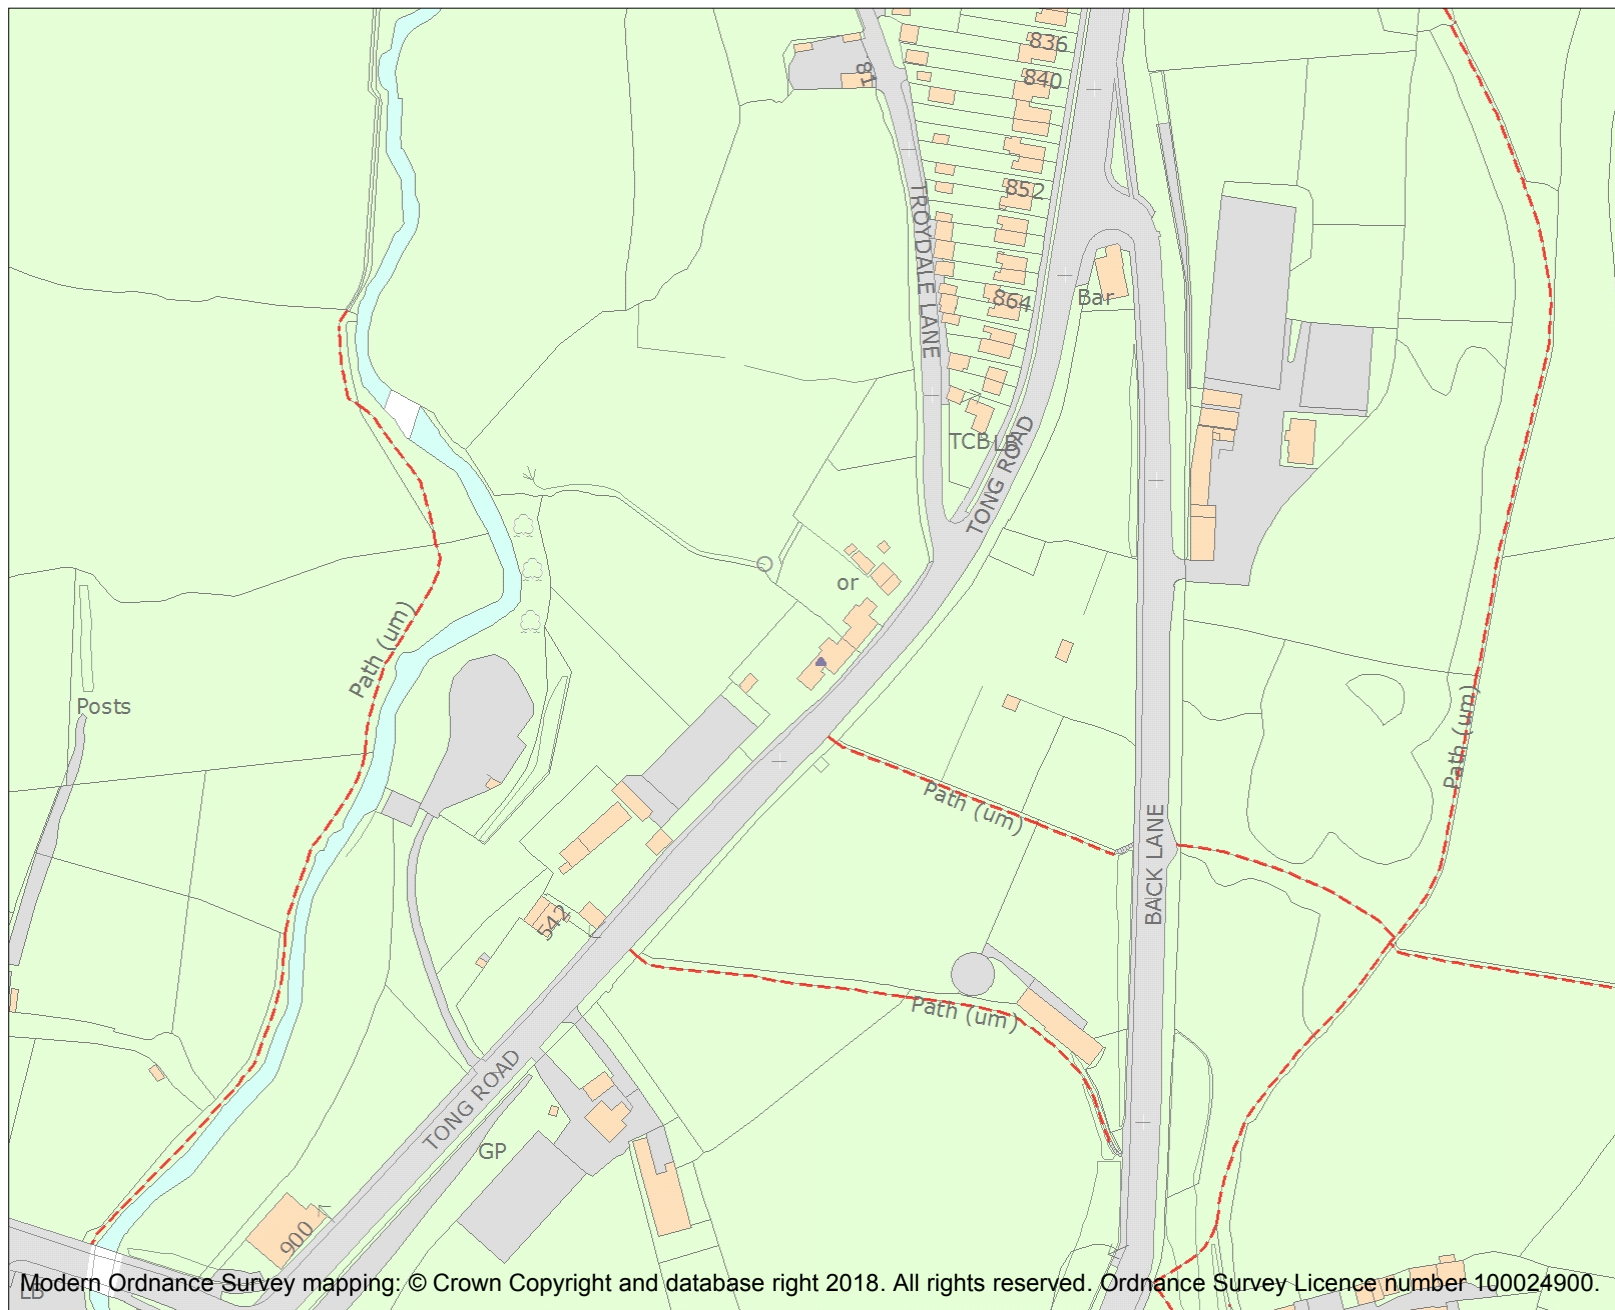 836
81
840
852
TROYDALE LANE
864
Bar
TCB
LB
TONG ROAD
or
Path (um)
Posts
Path (um)
Path (um)
BACK LANE
542
Path (um)
TONG ROAD
GP
900
LB
Modern Ordnance Survey mapping: © Crown Copyright and database right 2018. All rights reserved. Ordnance Survey Licence number 100024900.